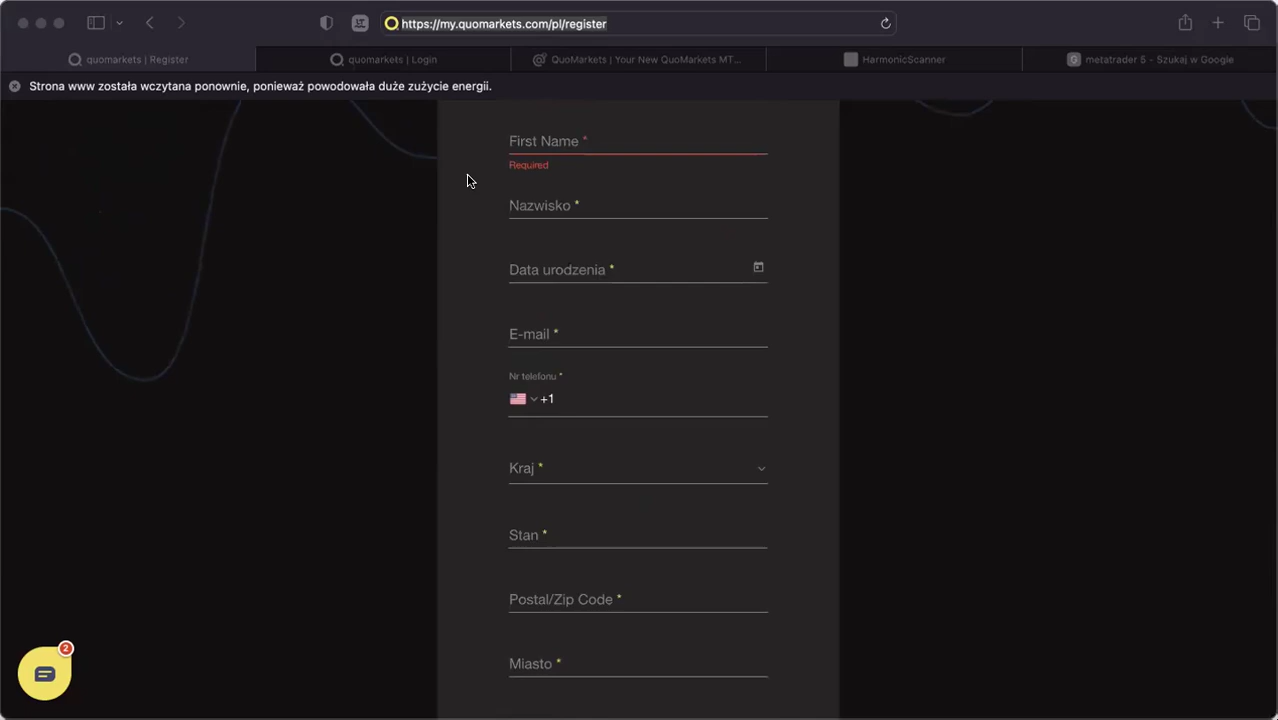 https://my.quomarkets.com/pl/register
quomarkets | Register
quomarkets | Login
QuoMarkets | Your New QuoMarkets MT...
HarmonicScanner
G metatrader 5 - Szukaj w Google
Strona www została wczytana ponownie, ponieważ powodowała duże zużycie energii.
First Name *
Required
Nazwisko *
Data urodzenia *
E-mail *
Nr telefonu *
+1
Kraj *
Stan *
Postal/Zip Code *
Miasto *
2